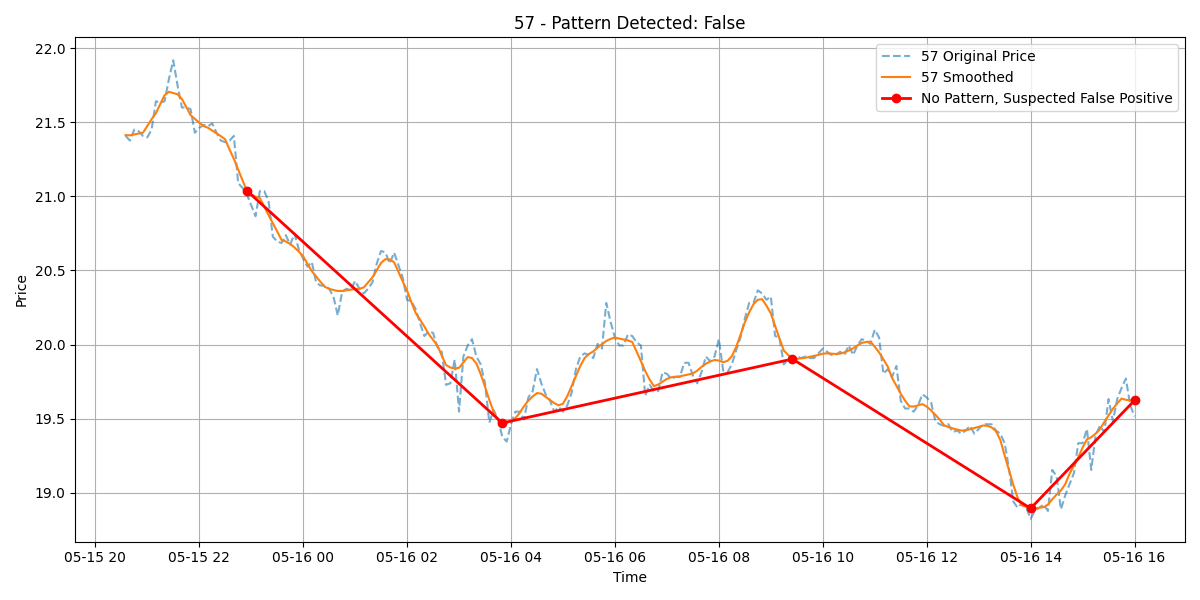 57 - Pattern Detected: False
57 Original Price
57 Smoothed
No Pattern, Suspected False Positive
Price
22.0
21.5
21.0
20.5
20.0
19.5
19.0
05-15 20 05-15 22 05-16 00 05-16 02 05-16 04 05-16 06 05-16 08 05-16 10 05-16 12 05-16 14 05-16 16
Time